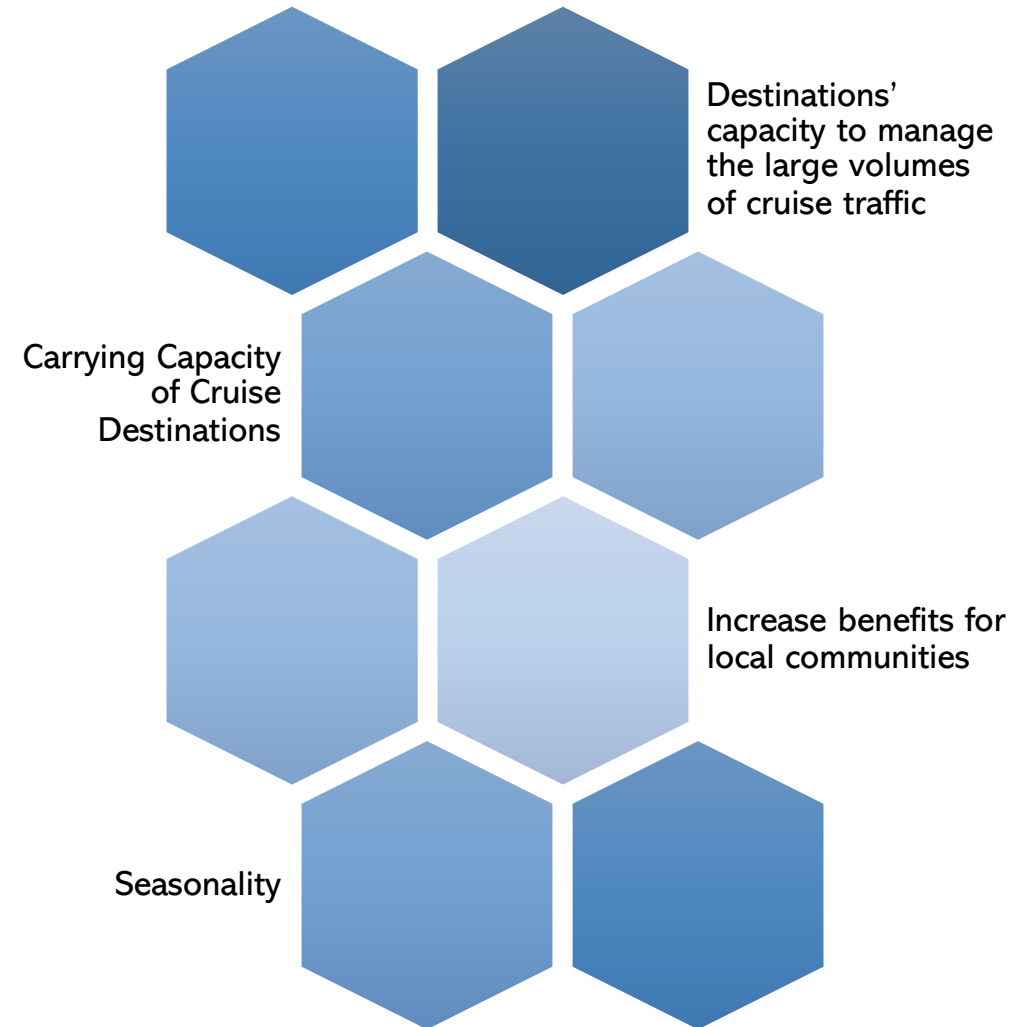 Destinations’
capacity to manage
the large volumes
of cruise traffic
Carrying Capacity
of Cruise
Destinations
Increase benefits for
local communities
Seasonality